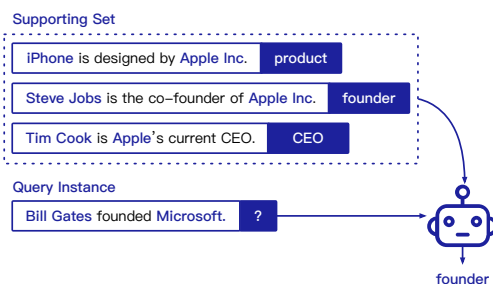 Supporting Set
iPhone is designed by Apple Inc. product
Steve Jobs is the co-founder of Apple Inc. founder
Tim Cook is Apple's current CEO. CEO
Query Instance
Bill Gates founded Microsoft. ?
founder